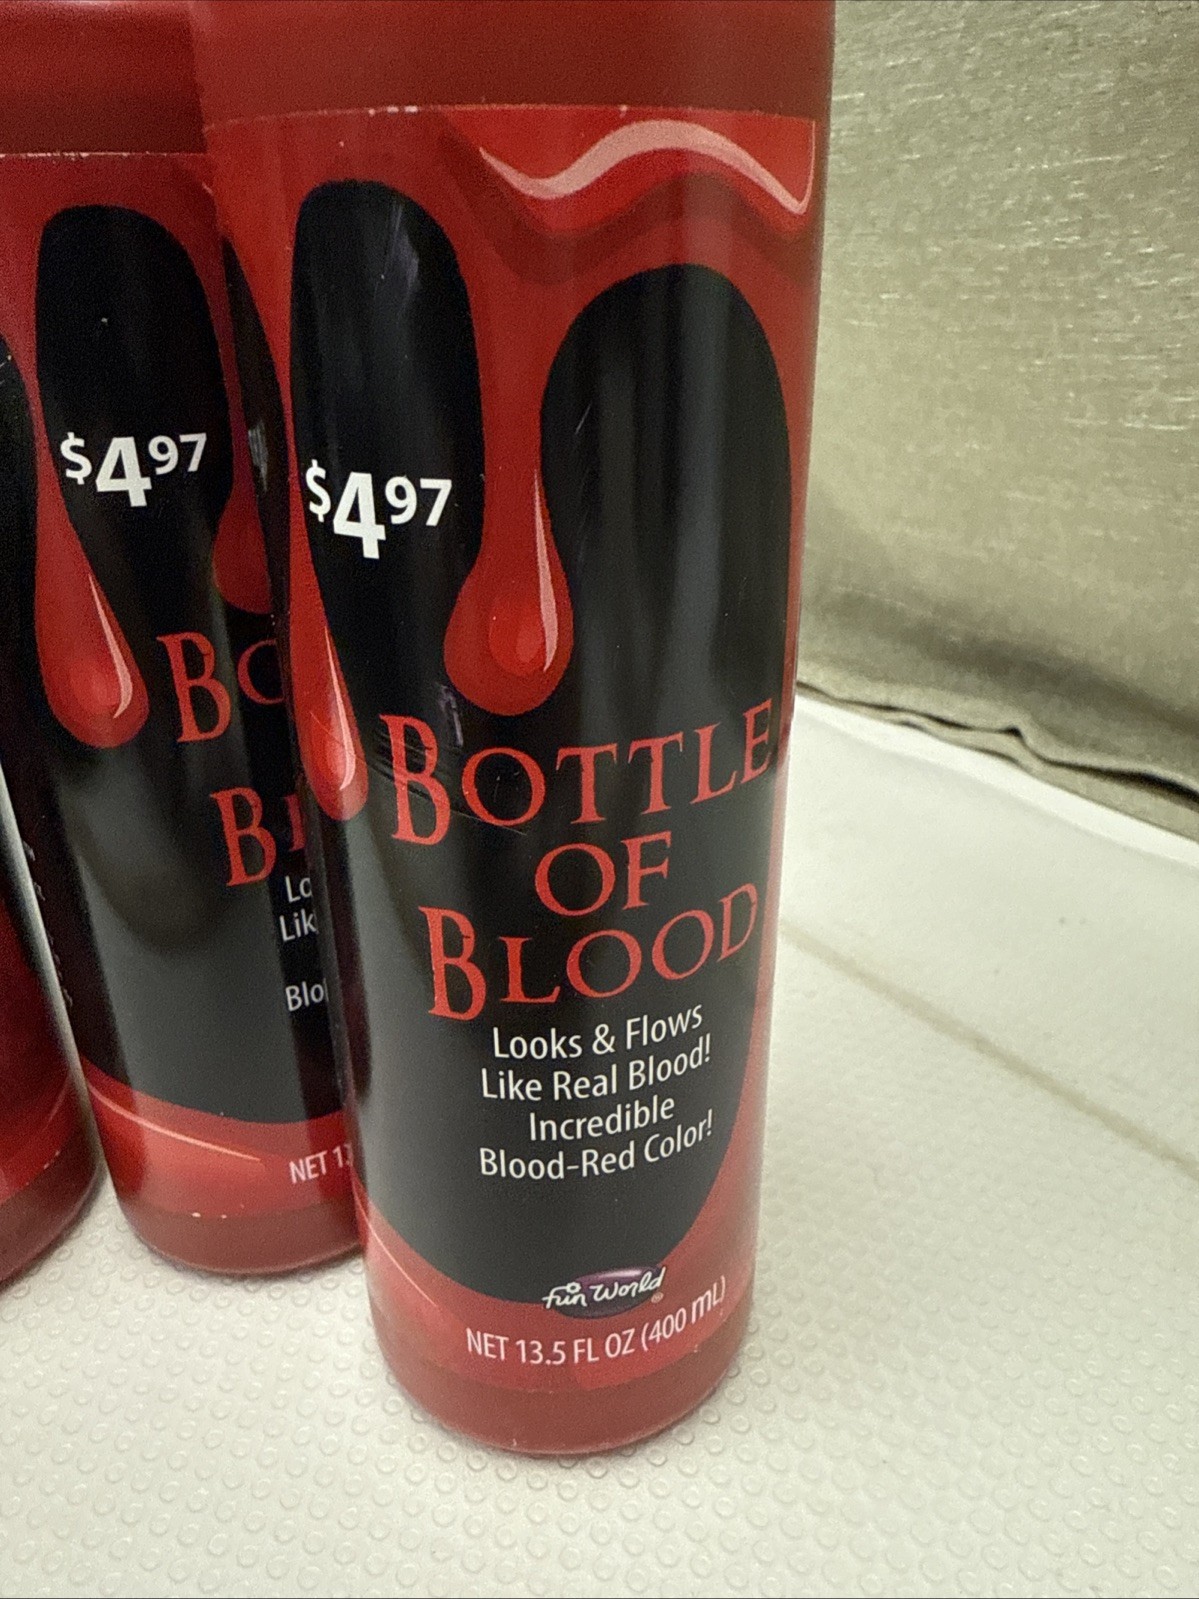 $4.97
BOTTLE
OF
BLOOD
Looks & Flows
Like Real Blood!
Incredible
Blood-Red Color!
fun World®
NET 13.5 FL OZ (400 mL)
$4.97